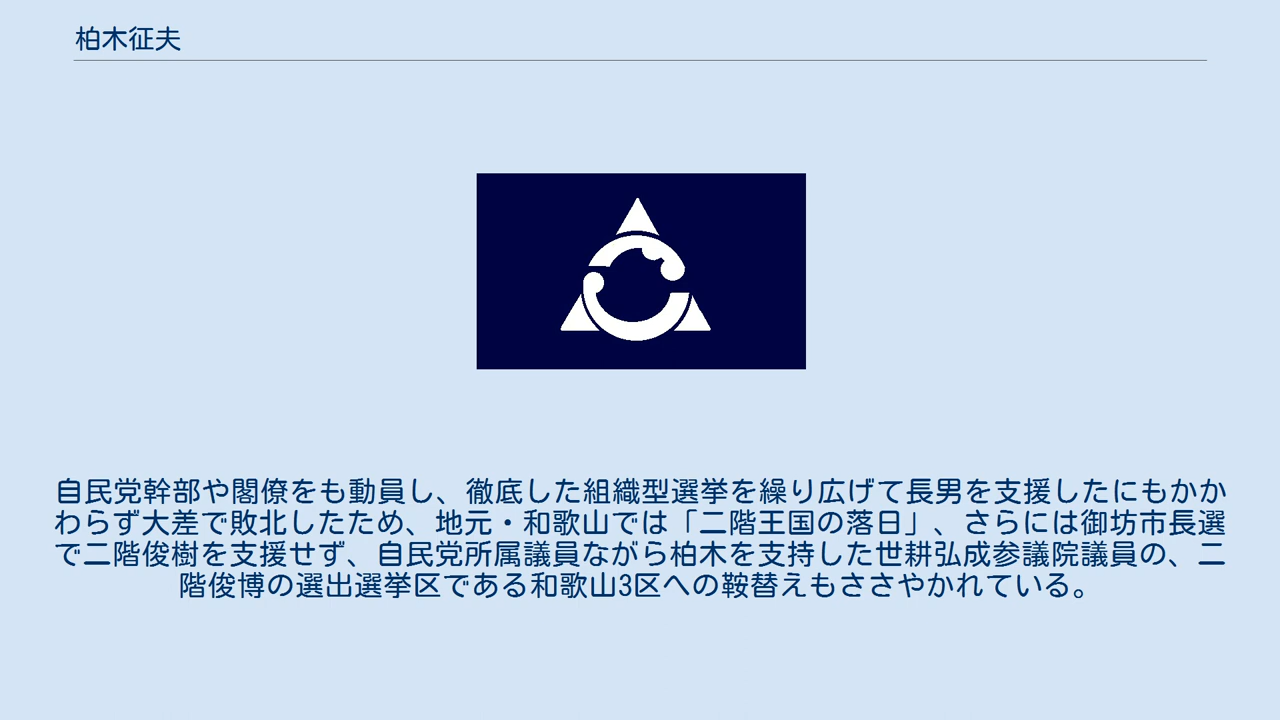 柏木征夫
自民党幹部や閣僚をも動員し、徹底した組織型選挙を繰り広げて長男を支援したにもかか
わらず大差で敗北したため、地元・和歌山では「二階王国の落日」、さらには御坊市長選
で二階俊樹を支援せず、自民党所属議員ながら柏木を支持した世耕弘成参議院議員の、二
階俊博の選出選挙区である和歌山3区への鞍替えもささやかれている。